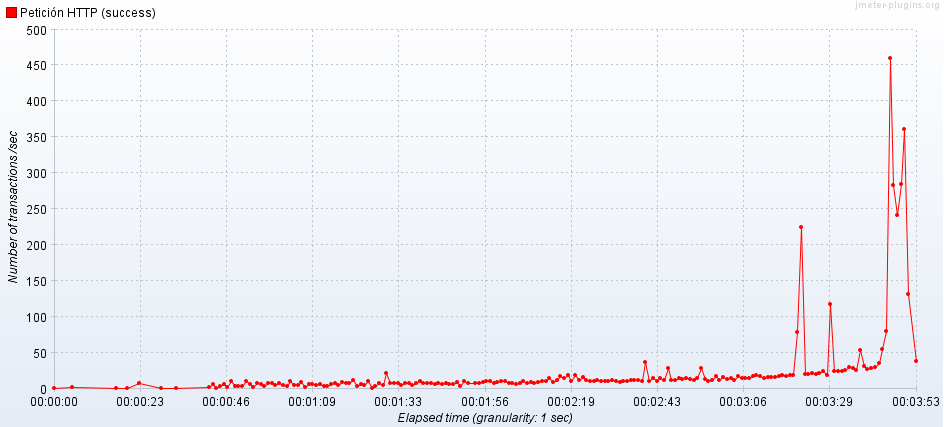 jmeter-plugins.org
Petición HTTP (success)
500
450
400
350
300
250
200
150
100
50
0
Number of transactions /sec
00:00:00 00:00:23 00:00:46 00:01:09 00:01:33 00:01:56 00:02:19 00:02:43 00:03:06 00:03:29 00:03:53
Elapsed time (granularity: 1 sec)